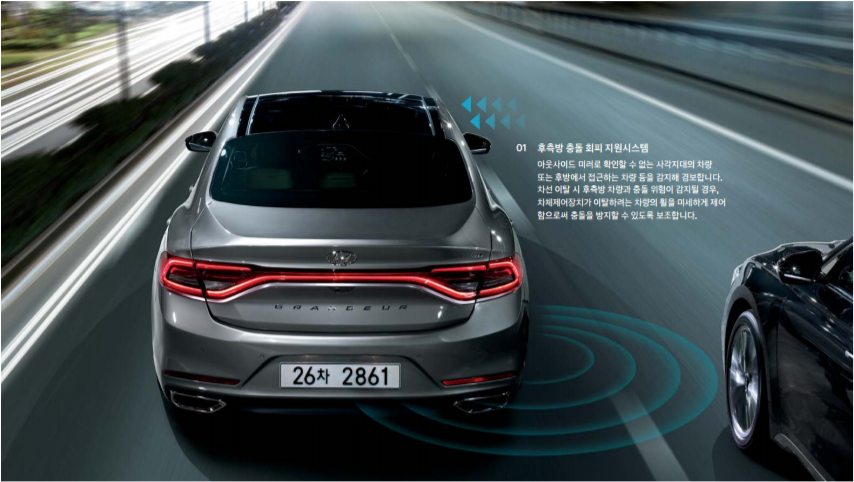 01 후측방 충돌 회피 지원시스템
아웃사이드 미러로 확인할 수 없는 사각지대의 차량
또는 후방에서 접근하는 차량 등을 감지해 경보합니다.
차선 이탈 시 후측방 차량과 충돌 위험이 감지될 경우,
차체제어장치가 이탈하려는 차량의 휠을 미세하게 제어
함으로써 충돌을 방지할 수 있도록 보조합니다.
GRANDEUR
26차 2861